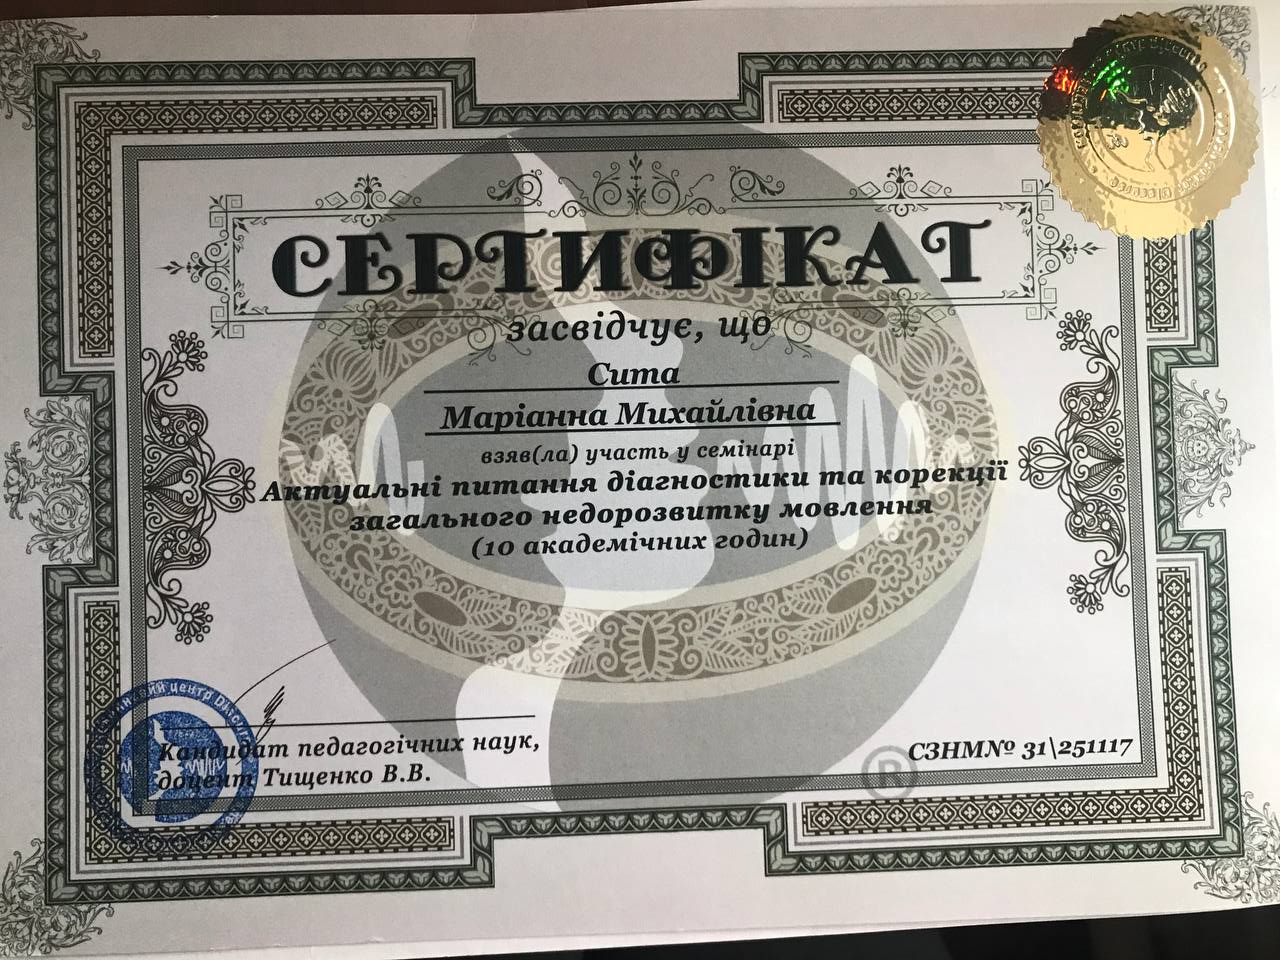 СЕРТИФІКАТ
засвідчує, що
Сита
Маріанна Михайлівна
взяв(ла) участь у семінарі
Актуальні питання діагностики та корекції
загального недорозвитку мовлення
(10 академічних годин)
Кандидат педагогічних наук,
доцент Тищенко В.В.
СЗНМ№ 31\251117
®
центр